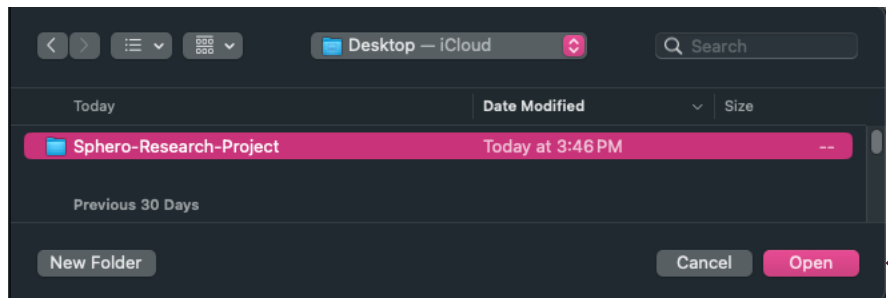 Desktop — iCloud
Search
Today Date Modified Size
Sphero-Research-Project Today at 3:46 PM --
Previous 30 Days
New Folder Cancel Open